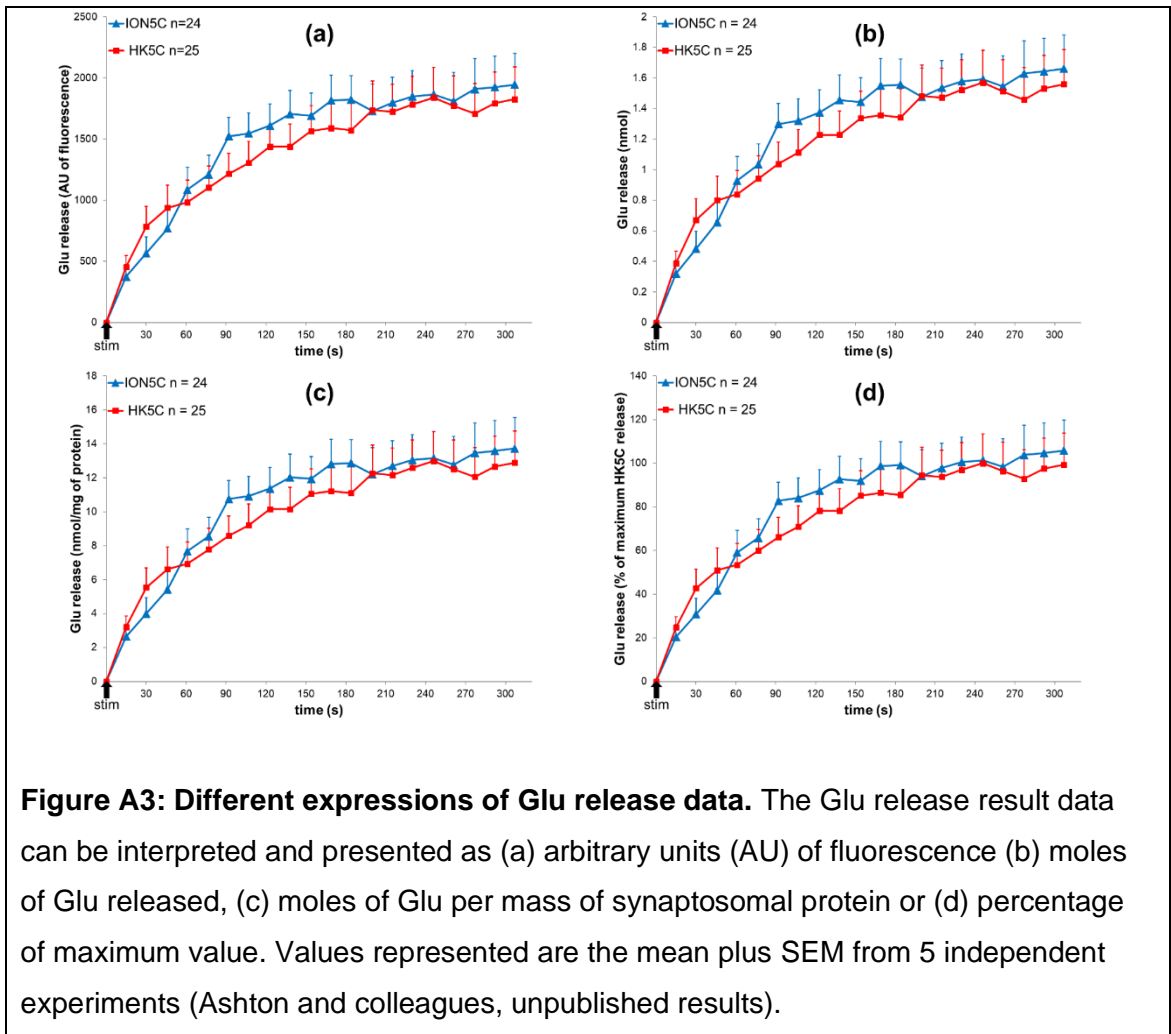 (a)
ION5C n=24
HK5C n=25
Glu release (AU of fluorescence)
2500
2000
1500
1000
500
0
30 60 90 120 150 180 210 240 270 300
stim
time (s)
(b)
ION5C n = 24
HK5C n = 25
Glu release (nmol)
2
1.8
1.6
1.4
1.2
1
0.8
0.6
0.4
0.2
0
30 60 90 120 150 180 210 240 270 300
stim
time (s)
(c)
ION5C n = 24
HK5C n = 25
Glu release (nmol/mg of protein)
18
16
14
12
10
8
6
4
2
0
30 60 90 120 150 180 210 240 270 300
stim
time (s)
(d)
ION5C n = 24
HK5C n = 25
Glu release (% of maximum HK5C release)
140
120
100
80
60
40
20
0
30 60 90 120 150 180 210 240 270 300
stim
time (s)
Figure A3: Different expressions of Glu release data. The Glu release result data
can be interpreted and presented as (a) arbitrary units (AU) of fluorescence (b) moles
of Glu released, (c) moles of Glu per mass of synaptosomal protein or (d) percentage
of maximum value. Values represented are the mean plus SEM from 5 independent
experiments (Ashton and colleagues, unpublished results).